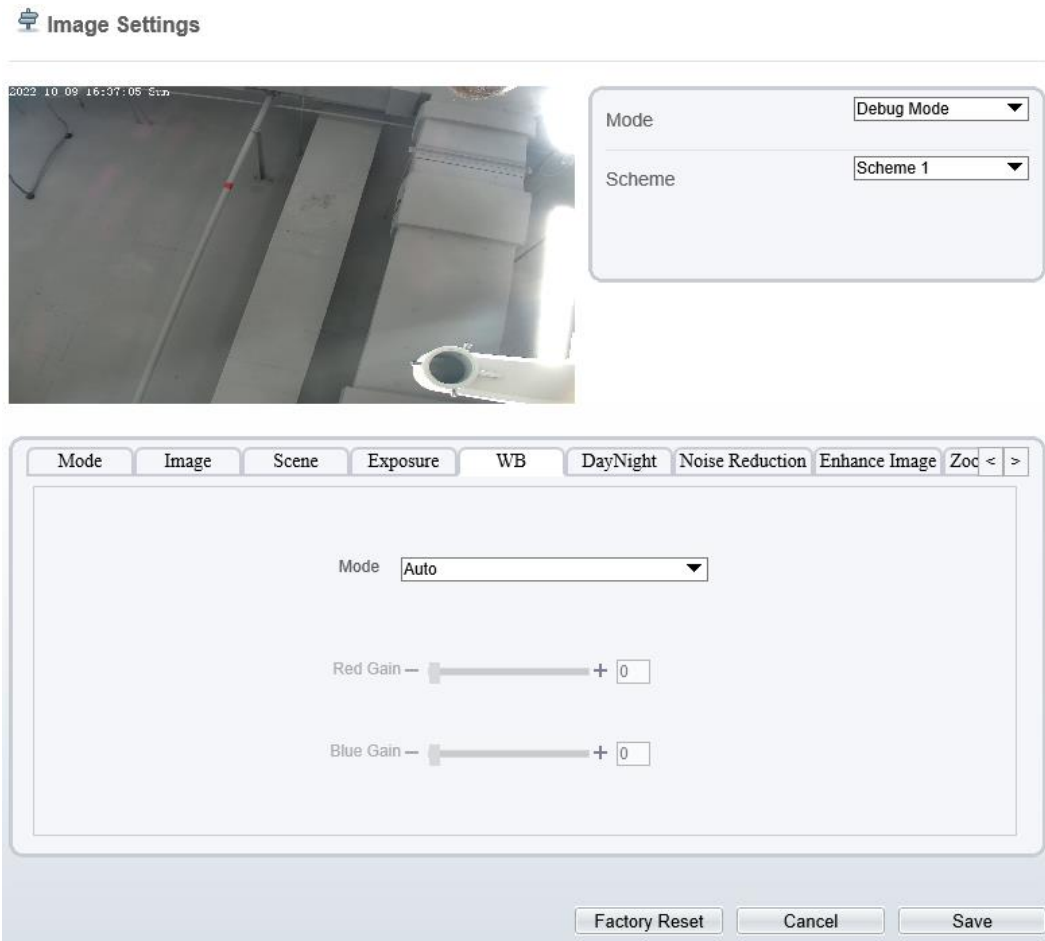 Image Settings
2022 10 09 16:37:05 Sun
Mode
Debug Mode
Scheme
Scheme 1
Mode Image Scene Exposure WB DayNight Noise Reduction Enhance Image < >
Mode
Auto
Red Gain — + 0
Blue Gain — + 0
Factory Reset Cancel Save